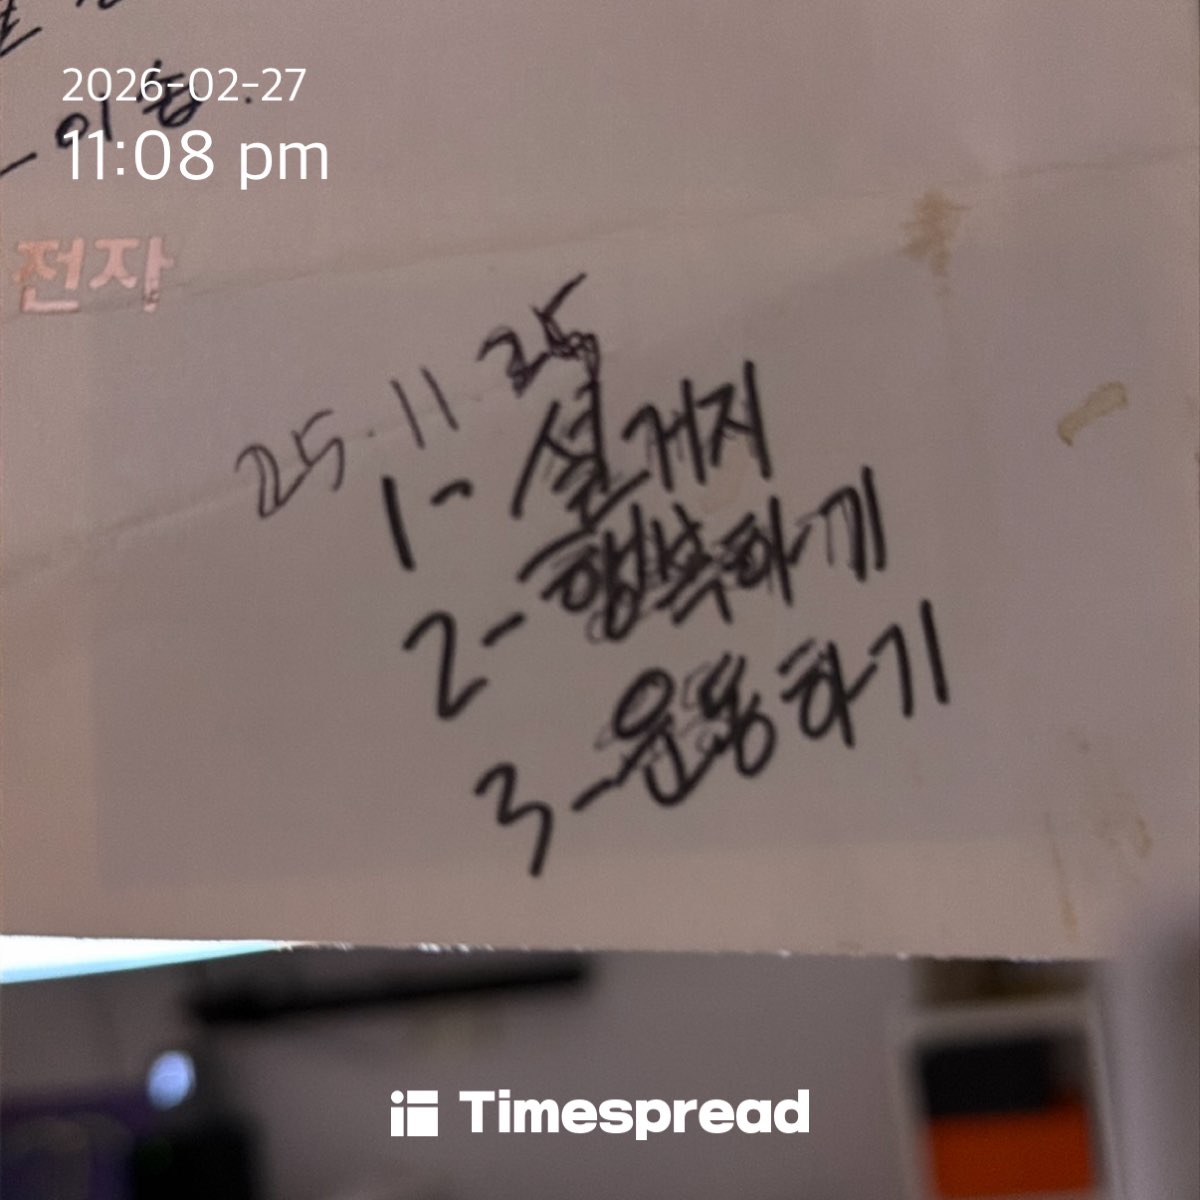 2026-02-27
11:08 pm
전자
25.11.25
1- 설거지
2- 행복하게
3- 운동하기
Timespread